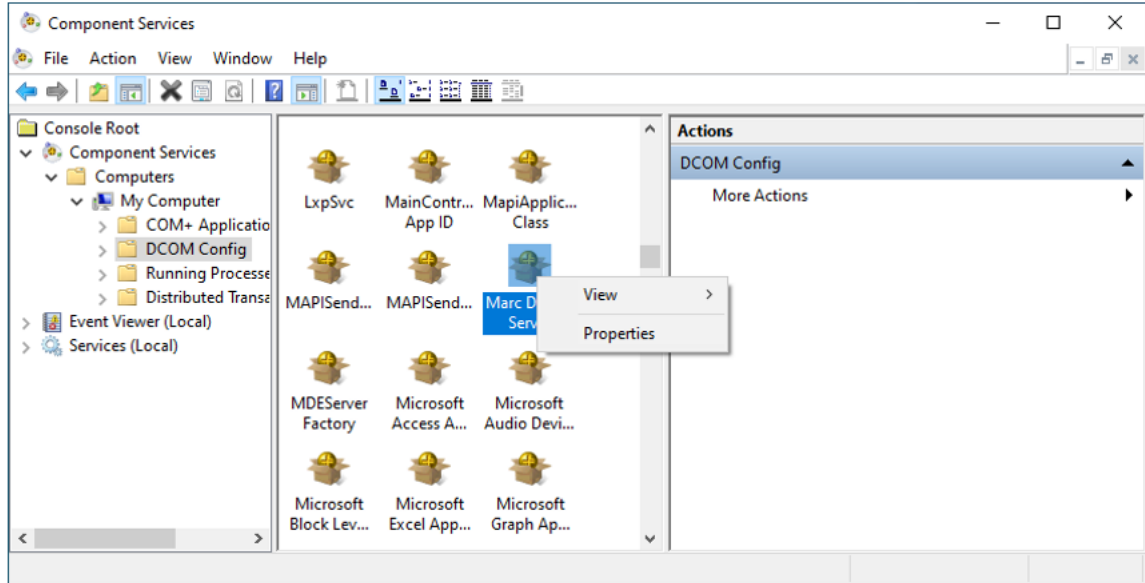 Component Services
File Action View Window Help
Console Root
Component Services
Computers
My Computer
COM+ Applicatio
DCOM Config
Running Processe
Distributed Transa
Event Viewer (Local)
Services (Local)
LxpSvc
MainContr... App ID
MapiApplic... Class
MAPISend...
MAPISend...
Marc D
Serv
View
Properties
MDEServer Factory
Microsoft Access A...
Microsoft Audio Devi...
Microsoft Block Lev...
Microsoft Excel App...
Microsoft Graph Ap...
Actions
DCOM Config
More Actions